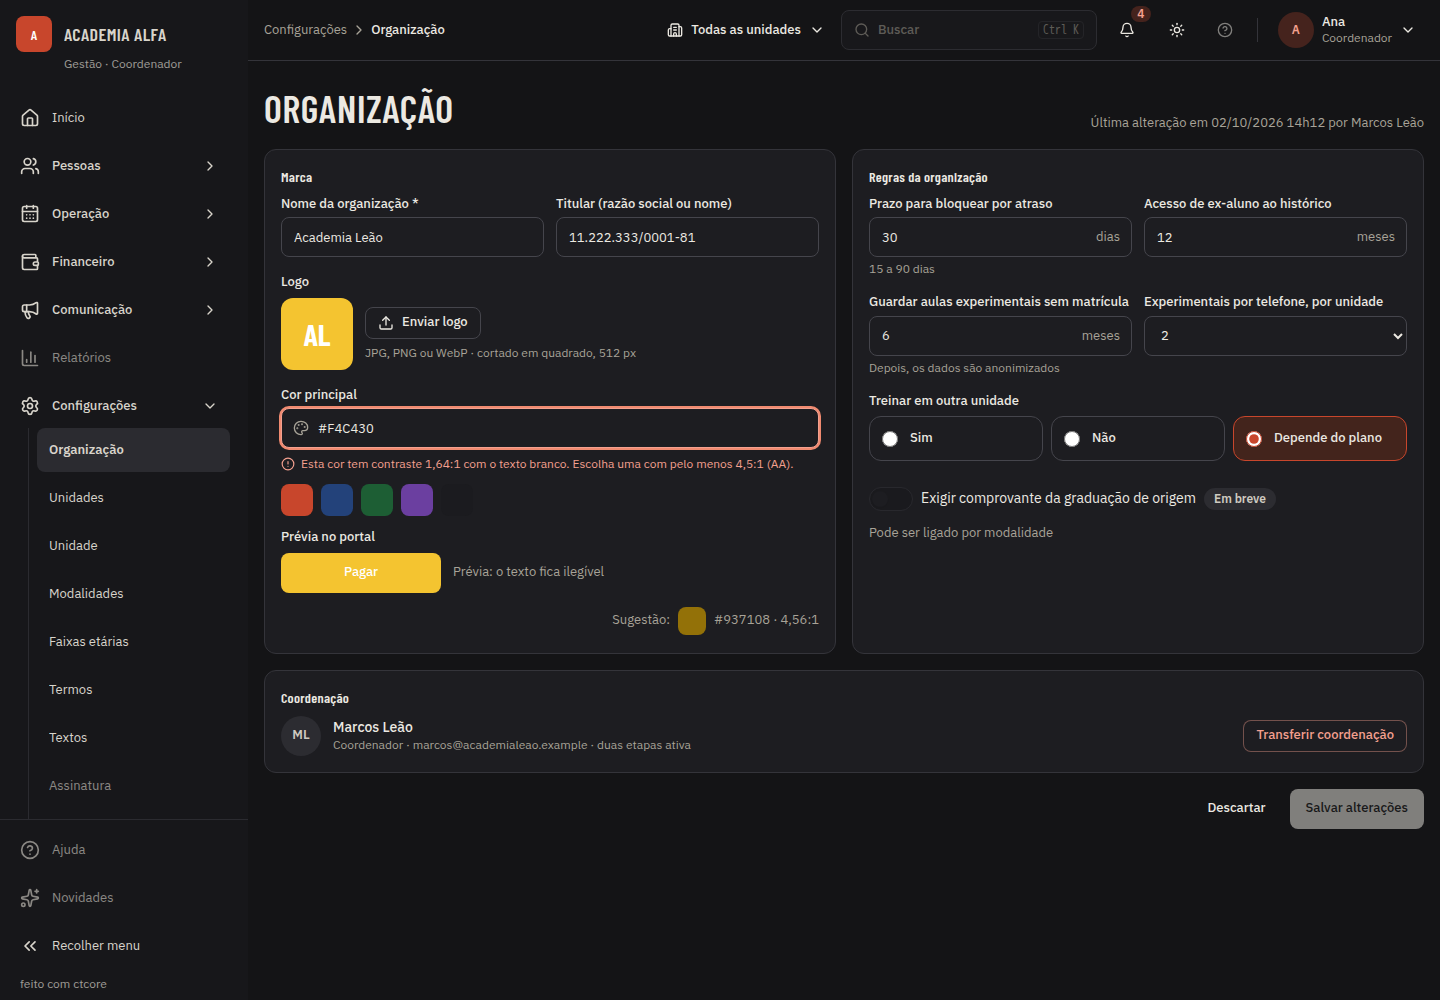 A
ACADEMIA ALFA
Gestão · Coordenador
Início
Pessoas
Operação
Financeiro
Comunicação
Relatórios
Configurações
Organização
Unidades
Unidade
Modalidades
Faixas etárias
Termos
Textos
Assinatura
Ajuda
Novidades
Recolher menu
feito com ctcore
Configurações > Organização
Todas as unidades
Buscar
Ctrl K
4
A
Ana
Coordenador
ORGANIZAÇÃO
Última alteração em 02/10/2026 14h12 por Marcos Leão
Marca
Nome da organização *
Titular (razão social ou nome)
Academia Leão
11.222.333/0001-81
Logo
AL
Enviar logo
JPG, PNG ou WebP · cortado em quadrado, 512 px
Cor principal
#F4C430
Esta cor tem contraste 1,64:1 com o texto branco. Escolha uma com pelo menos 4,5:1 (AA).
Prévia no portal
Pagar
Prévia: o texto fica ilegível
Sugestão:
#937108 · 4,56:1
Regras da organização
Prazo para bloquear por atraso
Acesso de ex-aluno ao histórico
30
dias
12
meses
15 a 90 dias
Guardar aulas experimentais sem matrícula
Experimentais por telefone, por unidade
6
meses
2
Depois, os dados são anonimizados
Treinar em outra unidade
Sim
Não
Depende do plano
Exigir comprovante da graduação de origem
Em breve
Pode ser ligado por modalidade
Coordenação
ML
Marcos Leão
Coordenador · marcos@academialeao.example · duas etapas ativa
Transferir coordenação
Descartar
Salvar alterações